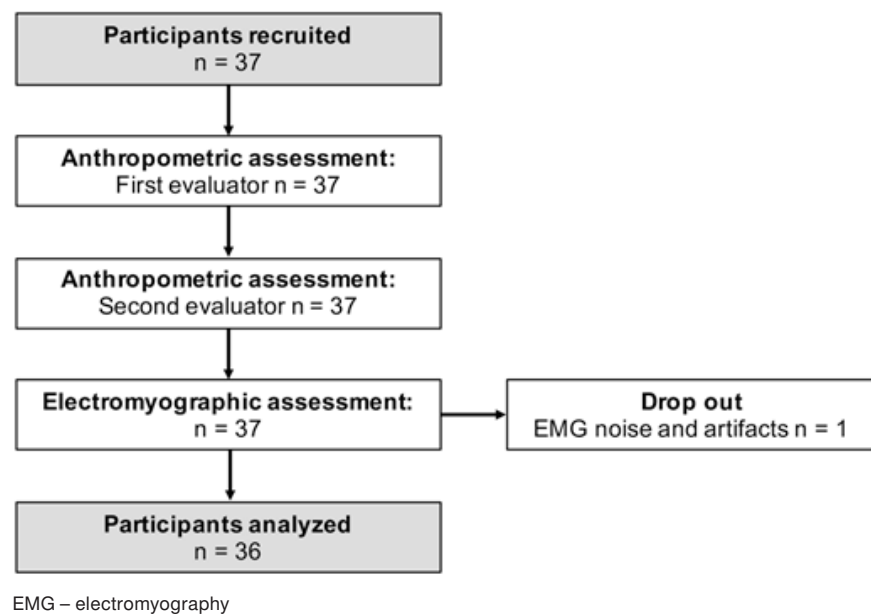 Participants recruited
n = 37
Anthropometric assessment:
First evaluator n = 37
Anthropometric assessment:
Second evaluator n = 37
Electromyographic assessment:
n = 37
Drop out
EMG noise and artifacts n = 1
Participants analyzed
n = 36
EMG – electromyography